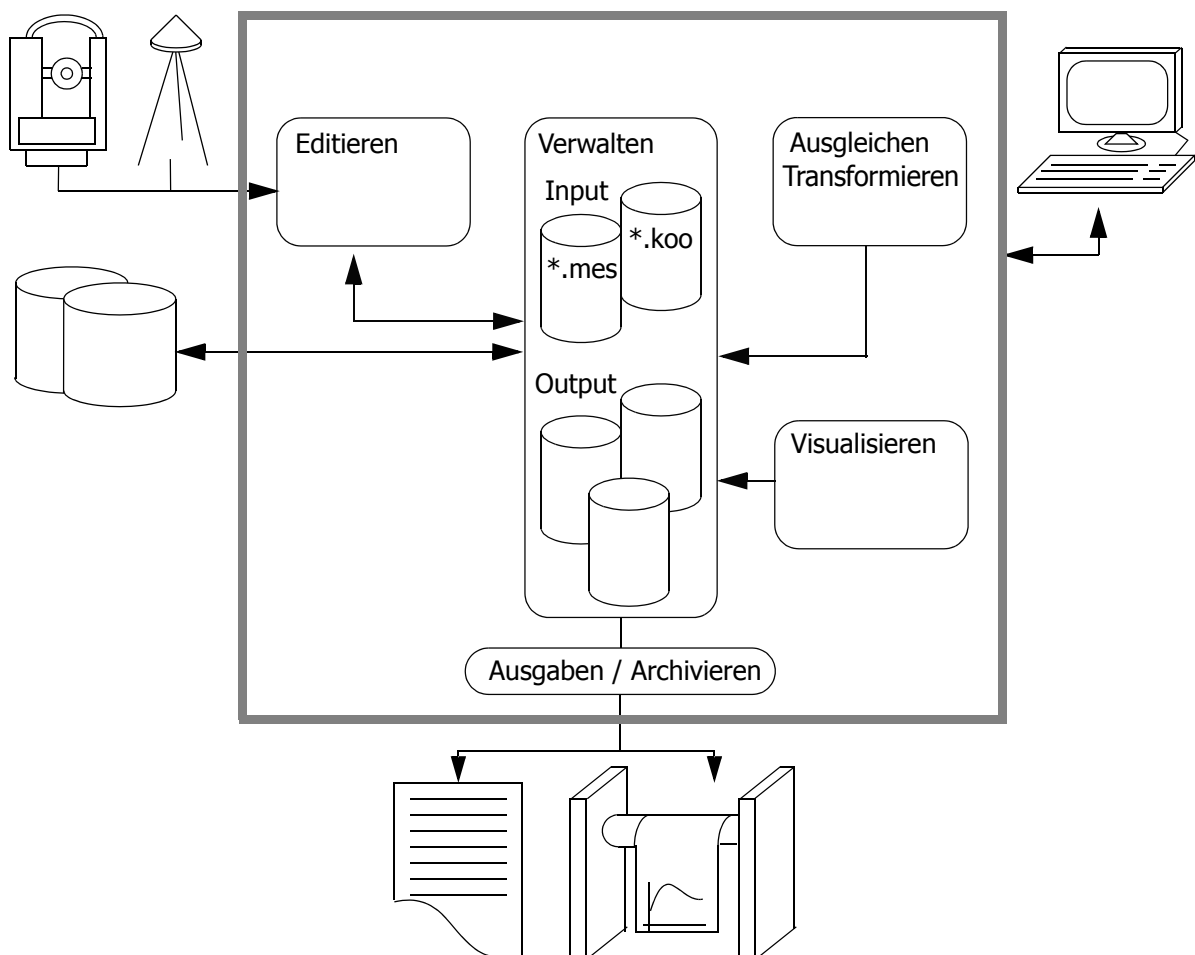 Editieren
Verwalten
Input
*.koo
*.mes
Output
Ausgleichen
Transformieren
Visualisieren
Ausgaben / Archivieren